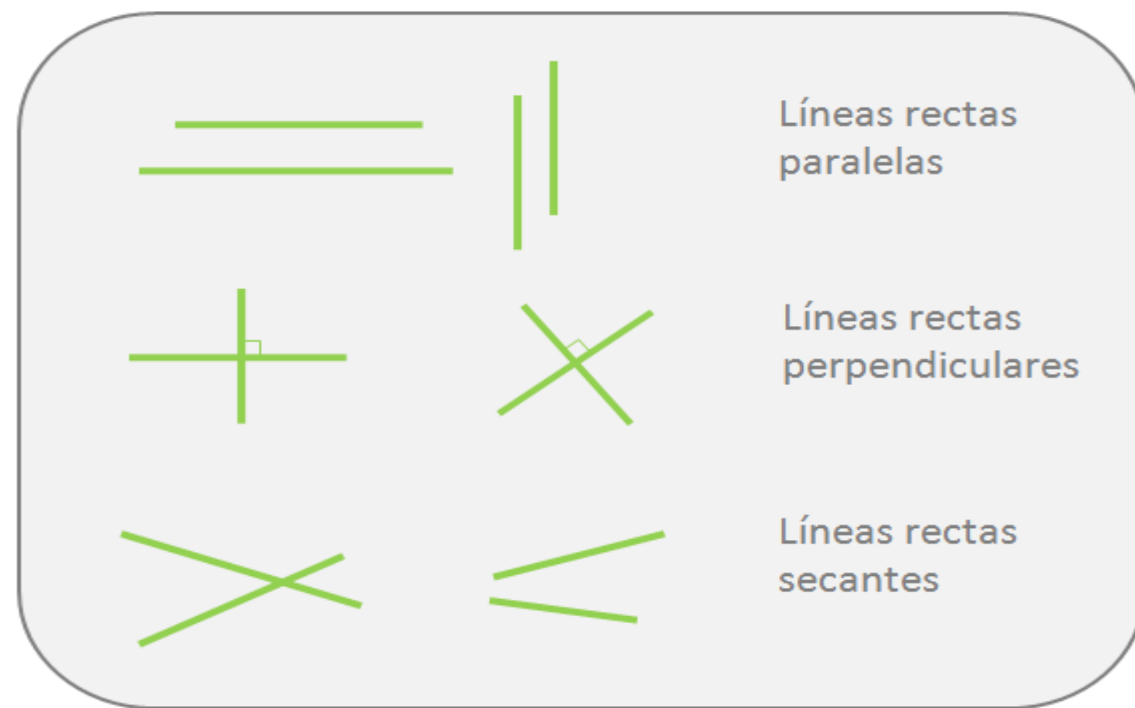 Líneas rectas
paralelas
Líneas rectas
perpendiculares
Líneas rectas
secantes